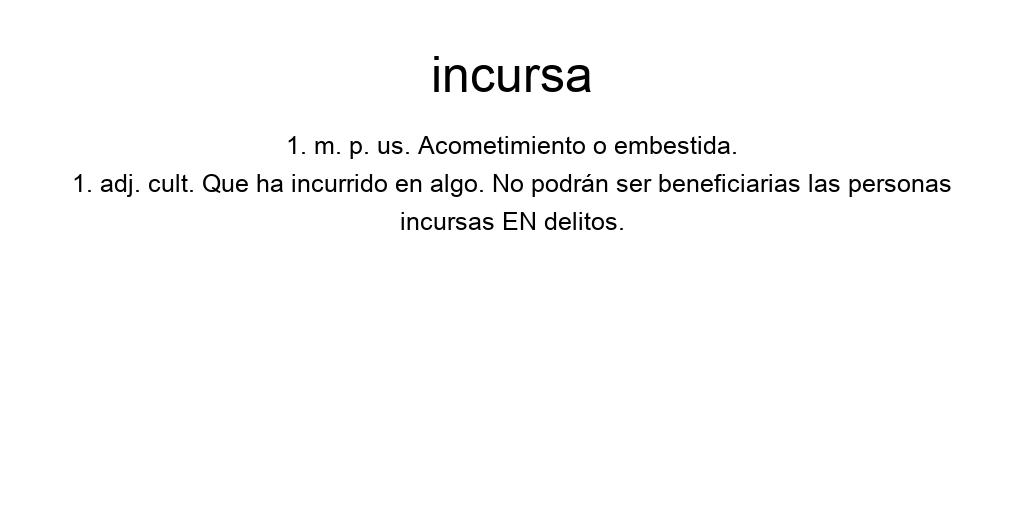 incursa
1. m. p. us. Acometimiento o embestida.
1. adj. cult. Que ha incurrido en algo. No podrán ser beneficiarias las personas
incursas EN delitos.